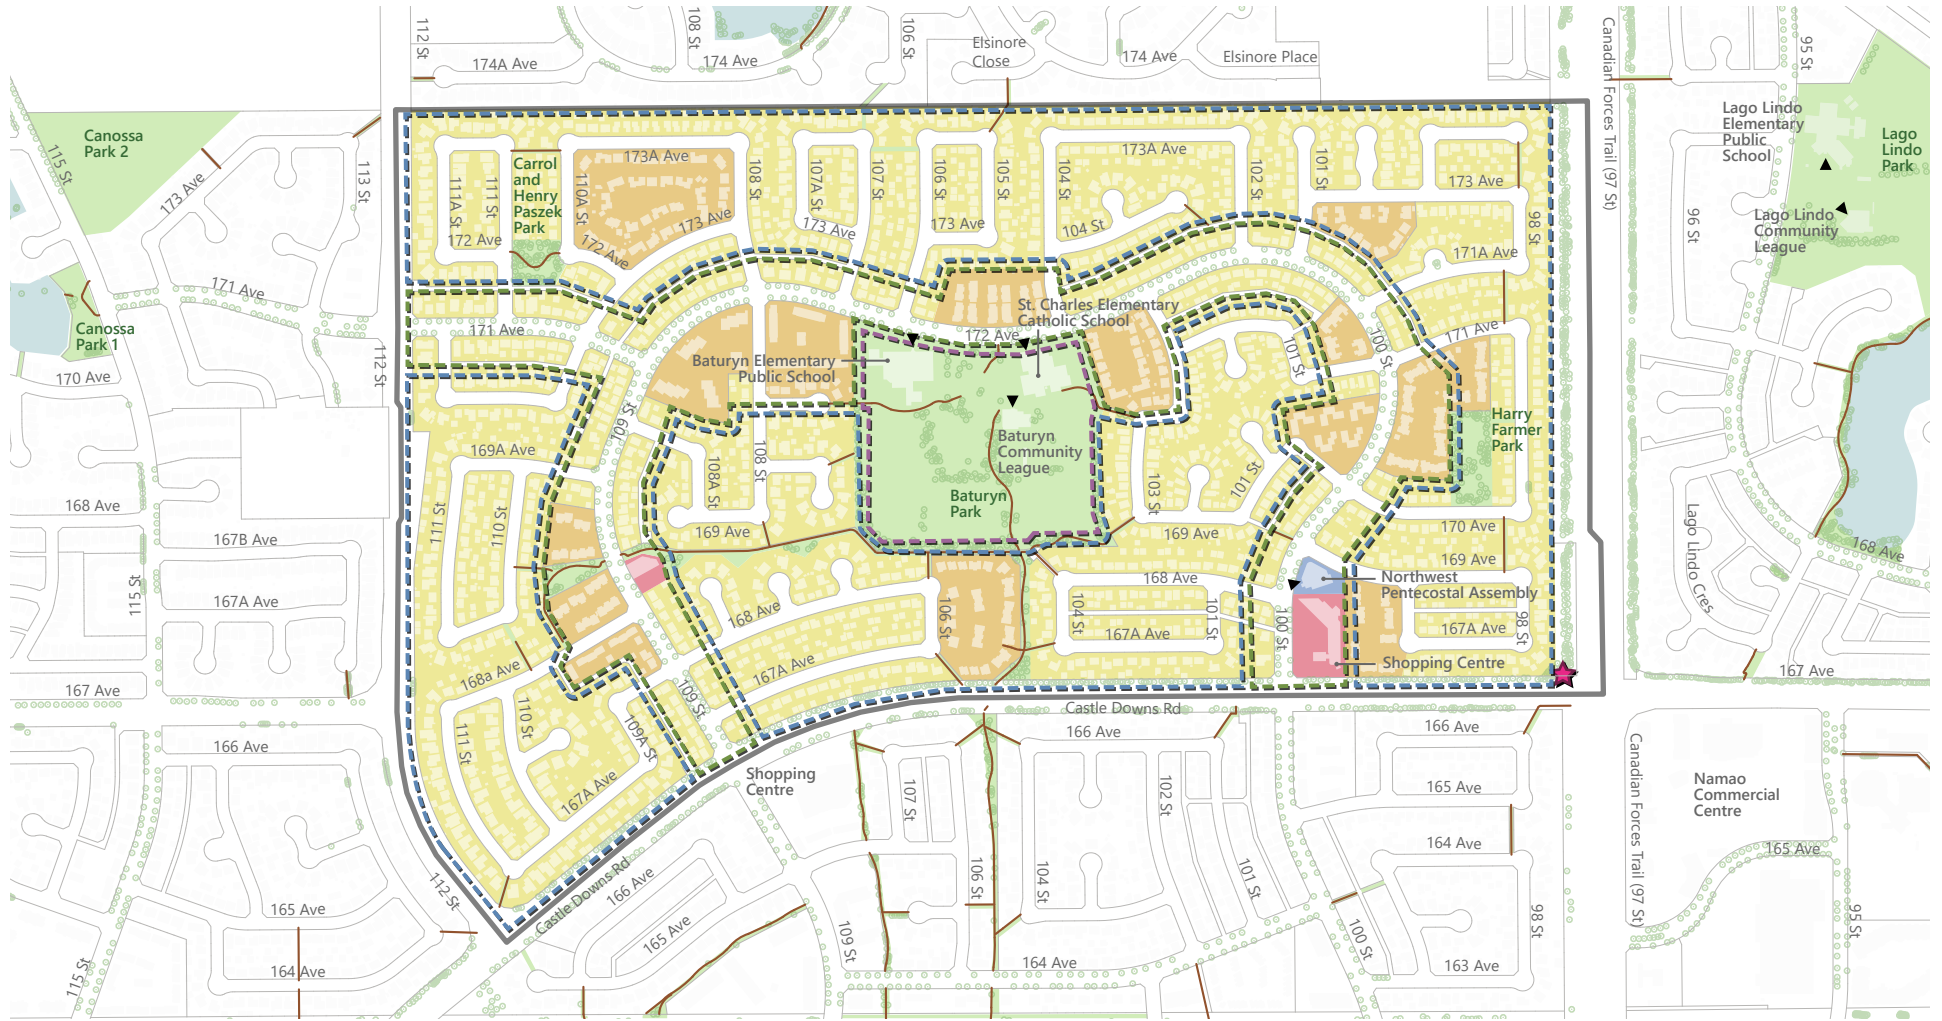 112 St
108 St
106 St
Elsinore
Close
174A Ave
174 Ave
174 Ave
Elsinore Place
Canadian Forces Trail (97 St)
95 St
Canossa
Park 2
115 St
173 Ave
113 St
Lago Lindo
Elementary
Public
School
Lago
Lindo
Park
Carrol
and
Henry
Paszek
Park
173A Ave
173A Ave
111A St
111 St
110A St
108 St
107A St
107 St
106 St
105 St
104 St
102 St
101 St
173 Ave
98 St
96 St
Lago Lindo
Community
League
172 Ave
172 Ave
173 Ave
173 Ave
173 Ave
104 St
171A Ave
171 Ave
Canossa
Park 1
170 Ave
112 St
171 Ave
St. Charles Elementary
Catholic School
172 Ave
Baturyn Elementary
Public School
101 St
100 St
171 Ave
109 St
169A Ave
108A St
108 St
Baturyn
Community
League
Baturyn
Park
103 St
101 St
Harry
Farmer
Park
168 Ave
111 St
110 St
167B Ave
169 Ave
169 Ave
170 Ave
169 Ave
Lago Lindo Cres
168 Ave
115 St
167A Ave
168 Ave
168 Ave
106 St
104 St
101 St
100 St
Northwest
Pentecostal Assembly
167A Ave
167A Ave
98 St
Shopping Centre
167A Ave
168a Ave
167 Ave
167 Ave
109 St
Castle Downs Rd
110 St
111 St
109A St
167A Ave
166 Ave
166 Ave
166 Ave
Canadian Forces Trail (97 St)
Shopping
Centre
107 St
102 St
165 Ave
Namao
Commercial
Centre
164 Ave
165 Ave
112 St
Castle Downs Rd
166 Ave
165 Ave
106 St
104 St
101 St
165 Ave
109 St
100 St
98 St
95 St
164 Ave
164 Ave
163 Ave
115 St